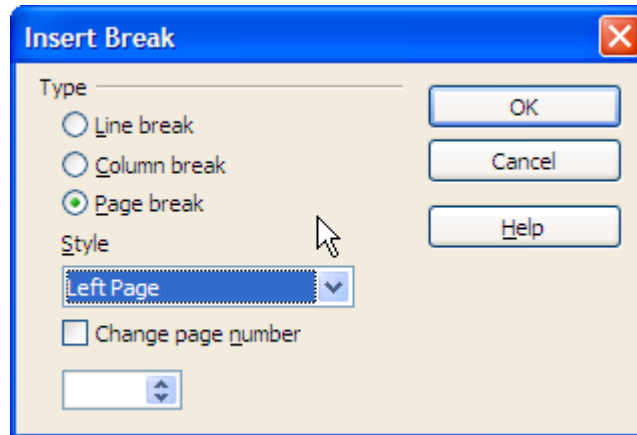 Insert Break
Type
Line break
Column break
Page break
Style
Left Page
Change page number
OK
Cancel
Help